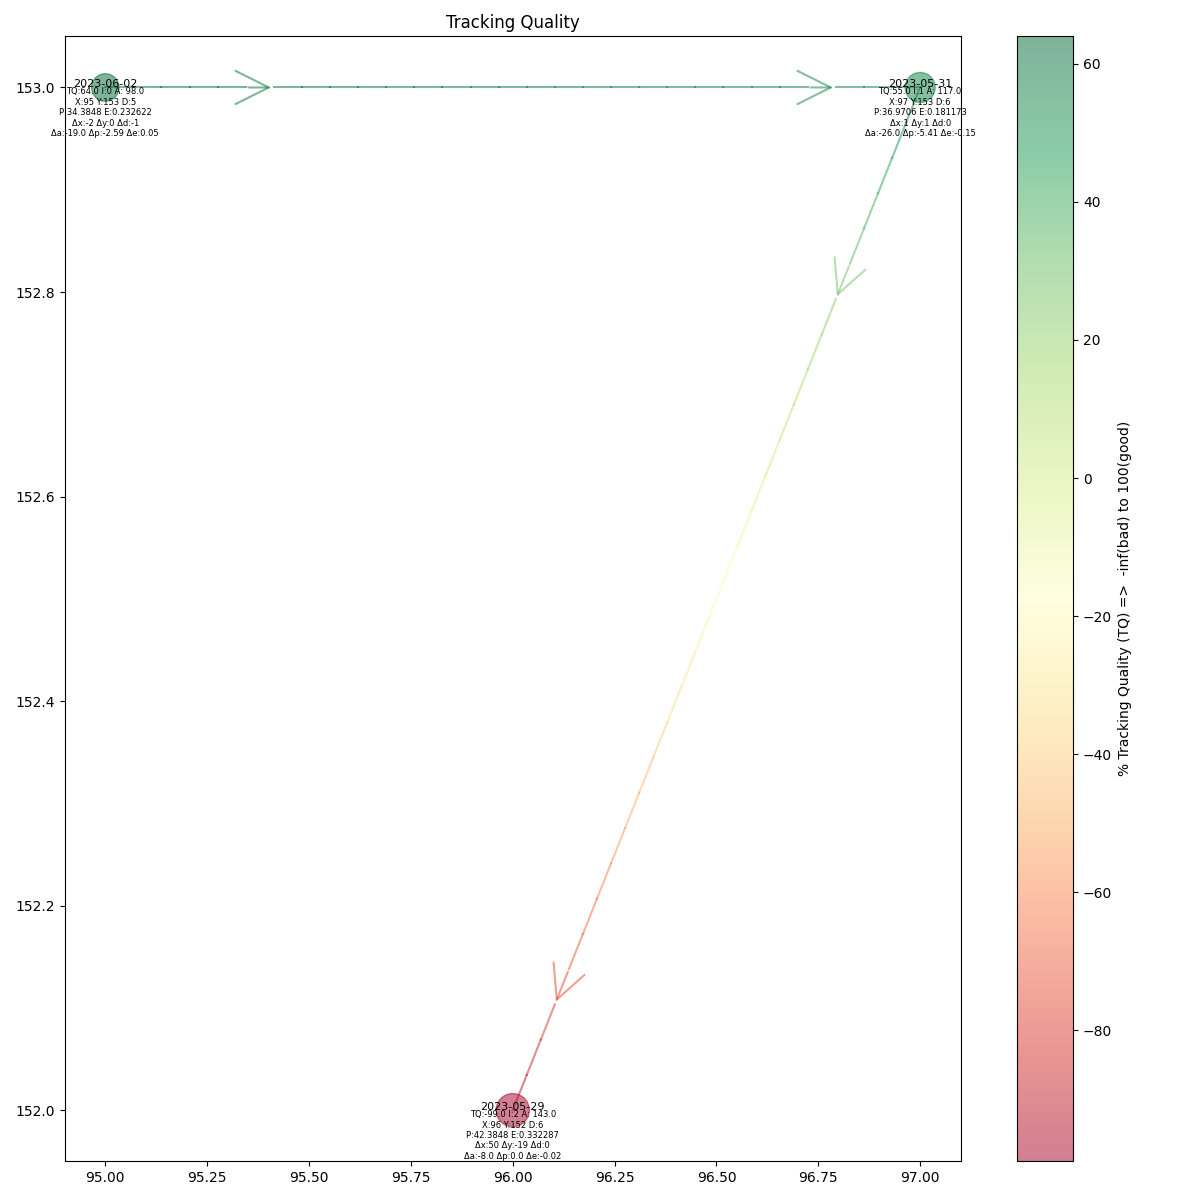 Tracking Quality
2023-06-02
TQ:64.0 I:0 A: 98.0
X:95 Y:153 D:5
P:34.3848 E:0.232622
Δx:-2 Δy:0 Δd:-1
Δa:-19.0 Δp:-2.59 Δe:0.05
2023-05-31
TQ:55.0 I:1 A: 117.0
X:97 Y:153 D:6
P:36.9706 E:0.181173
Δx:1 Δy:1 Δd:0
Δa:-26.0 Δp:-5.41 Δe:-0.15
2023-05-29
TQ:-99.0 I:2 A: 143.0
X:96 Y:152 D:6
P:42.3848 E:0.332287
Δx:50 Δy:-19 Δd:0
Δa:-8.0 Δp:0.0 Δe:-0.02
153.0
152.8
152.6
152.4
152.2
152.0
95.00
95.25
95.50
95.75
96.00
96.25
96.50
96.75
97.00
60
40
20
0
−20
−40
−60
−80
% Tracking Quality (TQ) => -inf(bad) to 100(good)